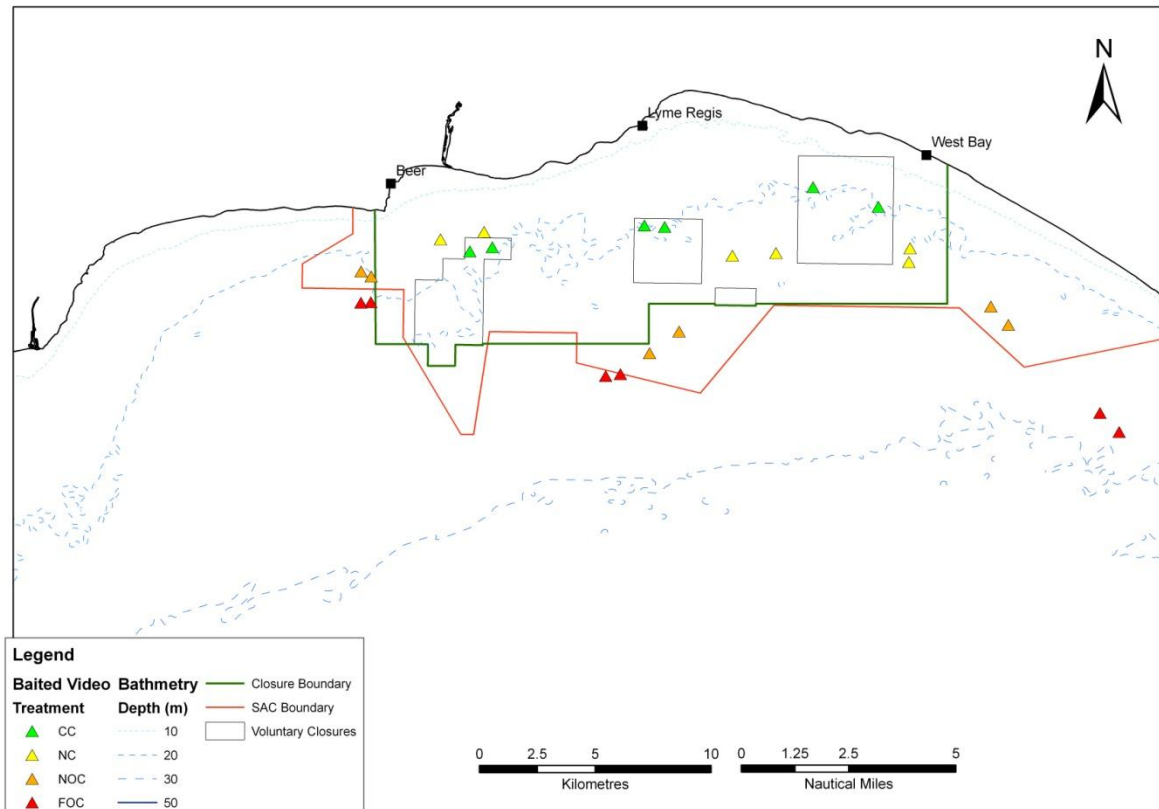 N
Lyme Regis
West Bay
Beer
Legend
Baited Video Bathmetry
Treatment Depth (m)
CC 10
NC 20
NOC 30
FOC 50
Closure Boundary
SAC Boundary
Voluntary Closures
0 2.5 5 10
Kilometres
0 1.25 2.5 5
Nautical Miles